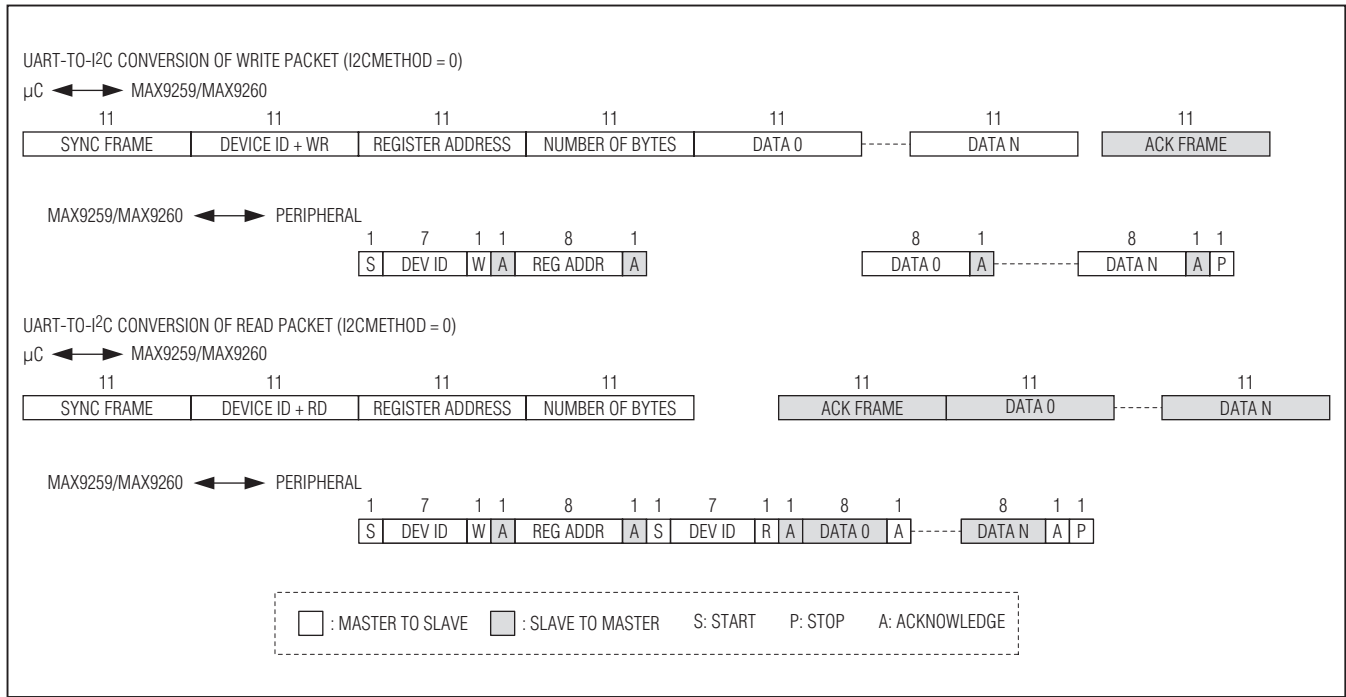 UART-TO-I2C CONVERSION OF WRITE PACKET (I2CMETHOD = 0)
µC MAX9259/MAX9260
11 11 11 11 11 11 11
SYNC FRAME DEVICE ID + WR REGISTER ADDRESS NUMBER OF BYTES DATA 0 DATA N ACK FRAME
MAX9259/MAX9260 PERIPHERAL
1 7 1 1 8 1 8 1 8 1 1
S DEV ID W A REG ADDR A DATA 0 A DATA N A P
UART-TO-I2C CONVERSION OF READ PACKET (I2CMETHOD = 0)
µC MAX9259/MAX9260
11 11 11 11 11 11 11
SYNC FRAME DEVICE ID + RD REGISTER ADDRESS NUMBER OF BYTES ACK FRAME DATA 0 DATA N
MAX9259/MAX9260 PERIPHERAL
1 7 1 1 8 1 1 7 1 1 8 1 8 1 1
S DEV ID W A REG ADDR A S DEV ID R A DATA 0 A DATA N A P
: MASTER TO SLAVE : SLAVE TO MASTER S: START P: STOP A: ACKNOWLEDGE